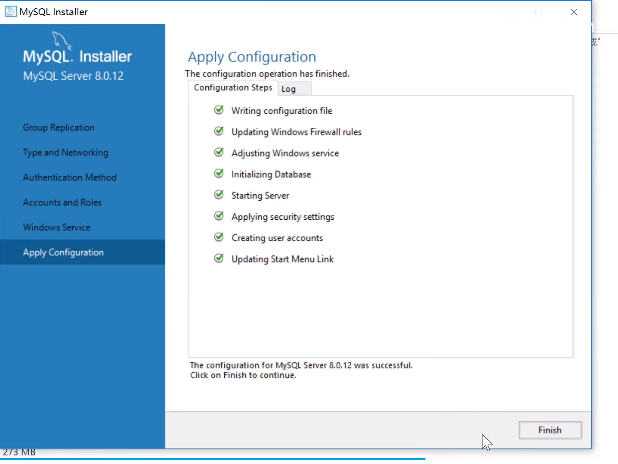 MySQL Installer
MySQL. Installer
MySQL Server 8.0.12
Group Replication
Type and Networking
Authentication Method
Accounts and Roles
Windows Service
Apply Configuration
Apply Configuration
The configuration operation has finished.
Configuration Steps
Log
Writing configuration file
Updating Windows Firewall rules
Adjusting Windows service
Initializing Database
Starting Server
Applying security settings
Creating user accounts
Updating Start Menu Link
The configuration for MySQL Server 8.0.12 was successful.
Click on Finish to continue.
Finish
273 MB